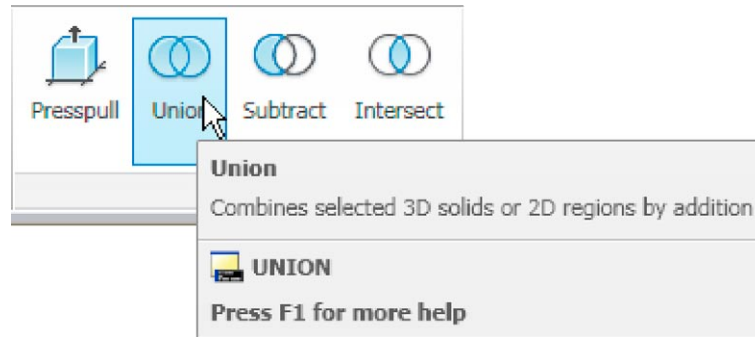 Presspull Union Subtract Intersect
Union
Combines selected 3D solids or 2D regions by addition
UNION
Press F1 for more help